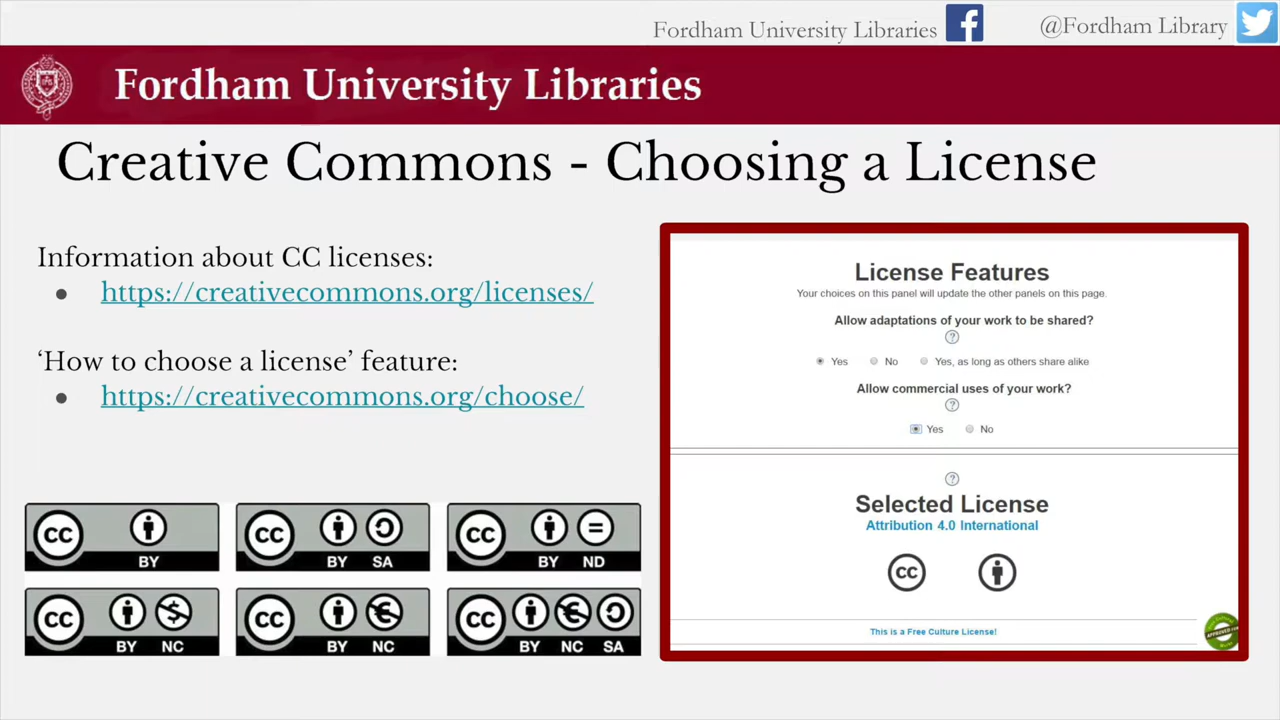 Fordham University Libraries
@Fordham Library
Fordham University Libraries
Creative Commons - Choosing a License
Information about CC licenses:
● https://creativecommons.org/licenses/
‘How to choose a license’ feature:
● https://creativecommons.org/choose/
CC BY
CC BY SA
CC BY ND
CC BY NC
CC BY NC
CC BY NC SA
License Features
Your choices on this panel will update the other panels on this page.
Allow adaptations of your work to be shared?
?
Yes No Yes, as long as others share alike
Allow commercial uses of your work?
?
Yes No
?
Selected License
Attribution 4.0 International
CC
This is a Free Culture License!
APPROVED